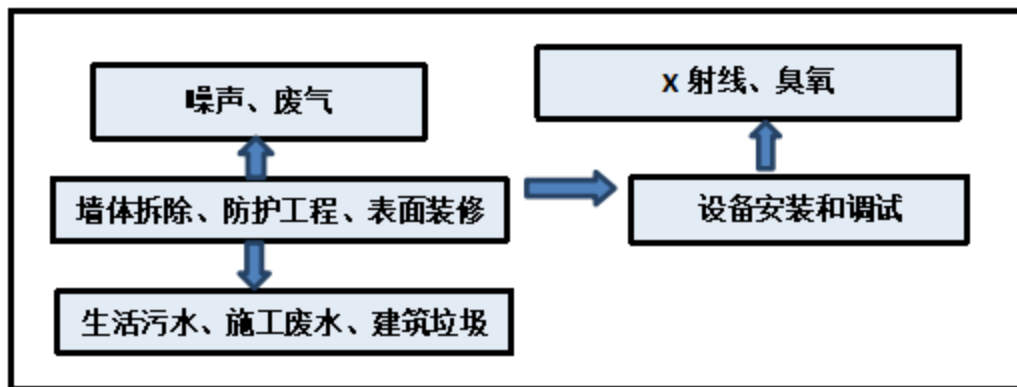 噪声、废气
X 射线、臭氧
墙体拆除、防护工程、表面装修
设备安装和调试
生活污水、施工废水、建筑垃圾